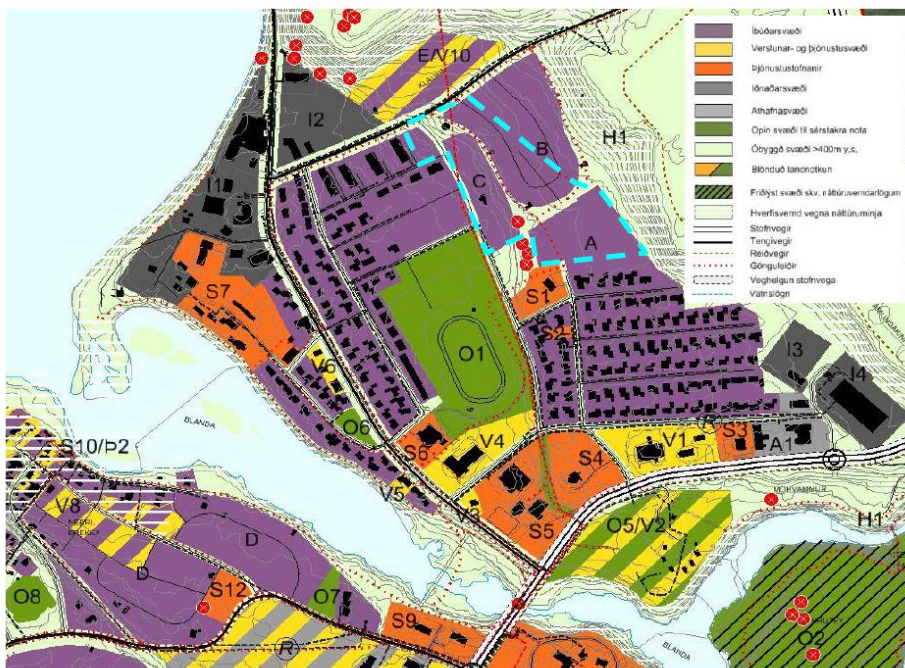 Íbúðarsvæði
Verslunar- og þjónustusvæði
Þjónustustofnanir
Iðnaðarsvæði
Athafnasvæði
Opin svæði til sérstakra nota
Óbyggð svæði >400m y.s,
Blönduð landnotkun
Friðlýst svæði skv. náttúruverndarlögum
Hverfisvernd vegna náttúruminja
Stofnvegir
Tengivegir
Reiðvegir
Gönguleiðir
Veghelgun stofnvega
Vatnslögn
E/V10
I2
H1
B
I1
C
A
S7
S1
S2
O1
V6
I3
I4
BLANDA
O6
S6
V4
V1
S3
A1
S10/Þ2
S4
V5
V3
V8
D
S5
O5/V2
H1
D
S12
O7
O8
S9
R
BLANDA
O2